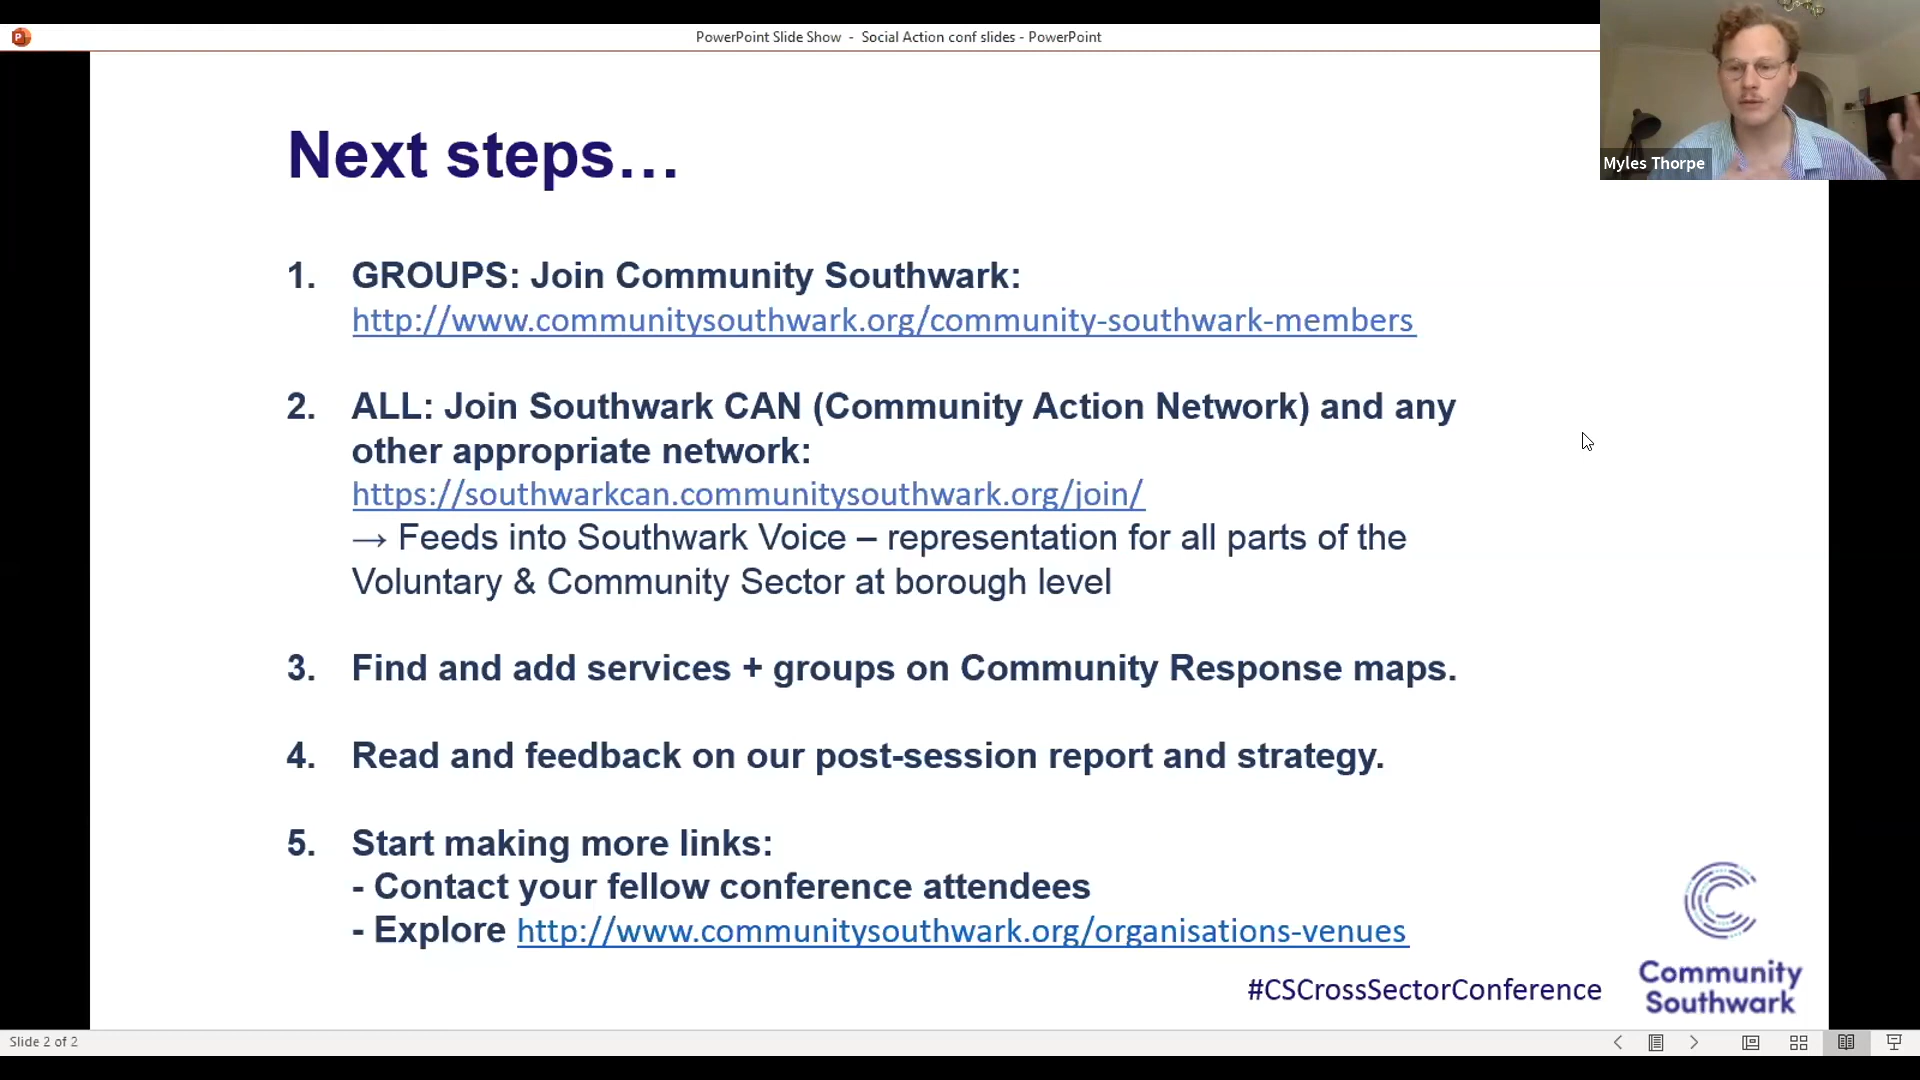 PowerPoint Slide Show - Social Action conf slides - PowerPoint
Myles Thorpe
Next steps…
1. GROUPS: Join Community Southwark:
http://www.communitysouthwark.org/community-southwark-members
2. ALL: Join Southwark CAN (Community Action Network) and any
other appropriate network:
https://southwarkcan.communitysouthwark.org/join/
→ Feeds into Southwark Voice – representation for all parts of the
Voluntary & Community Sector at borough level
3. Find and add services + groups on Community Response maps.
4. Read and feedback on our post-session report and strategy.
5. Start making more links:
- Contact your fellow conference attendees
- Explore http://www.communitysouthwark.org/organisations-venues
#CSCrossSectorConference
Community
Southwark
Slide 2 of 2